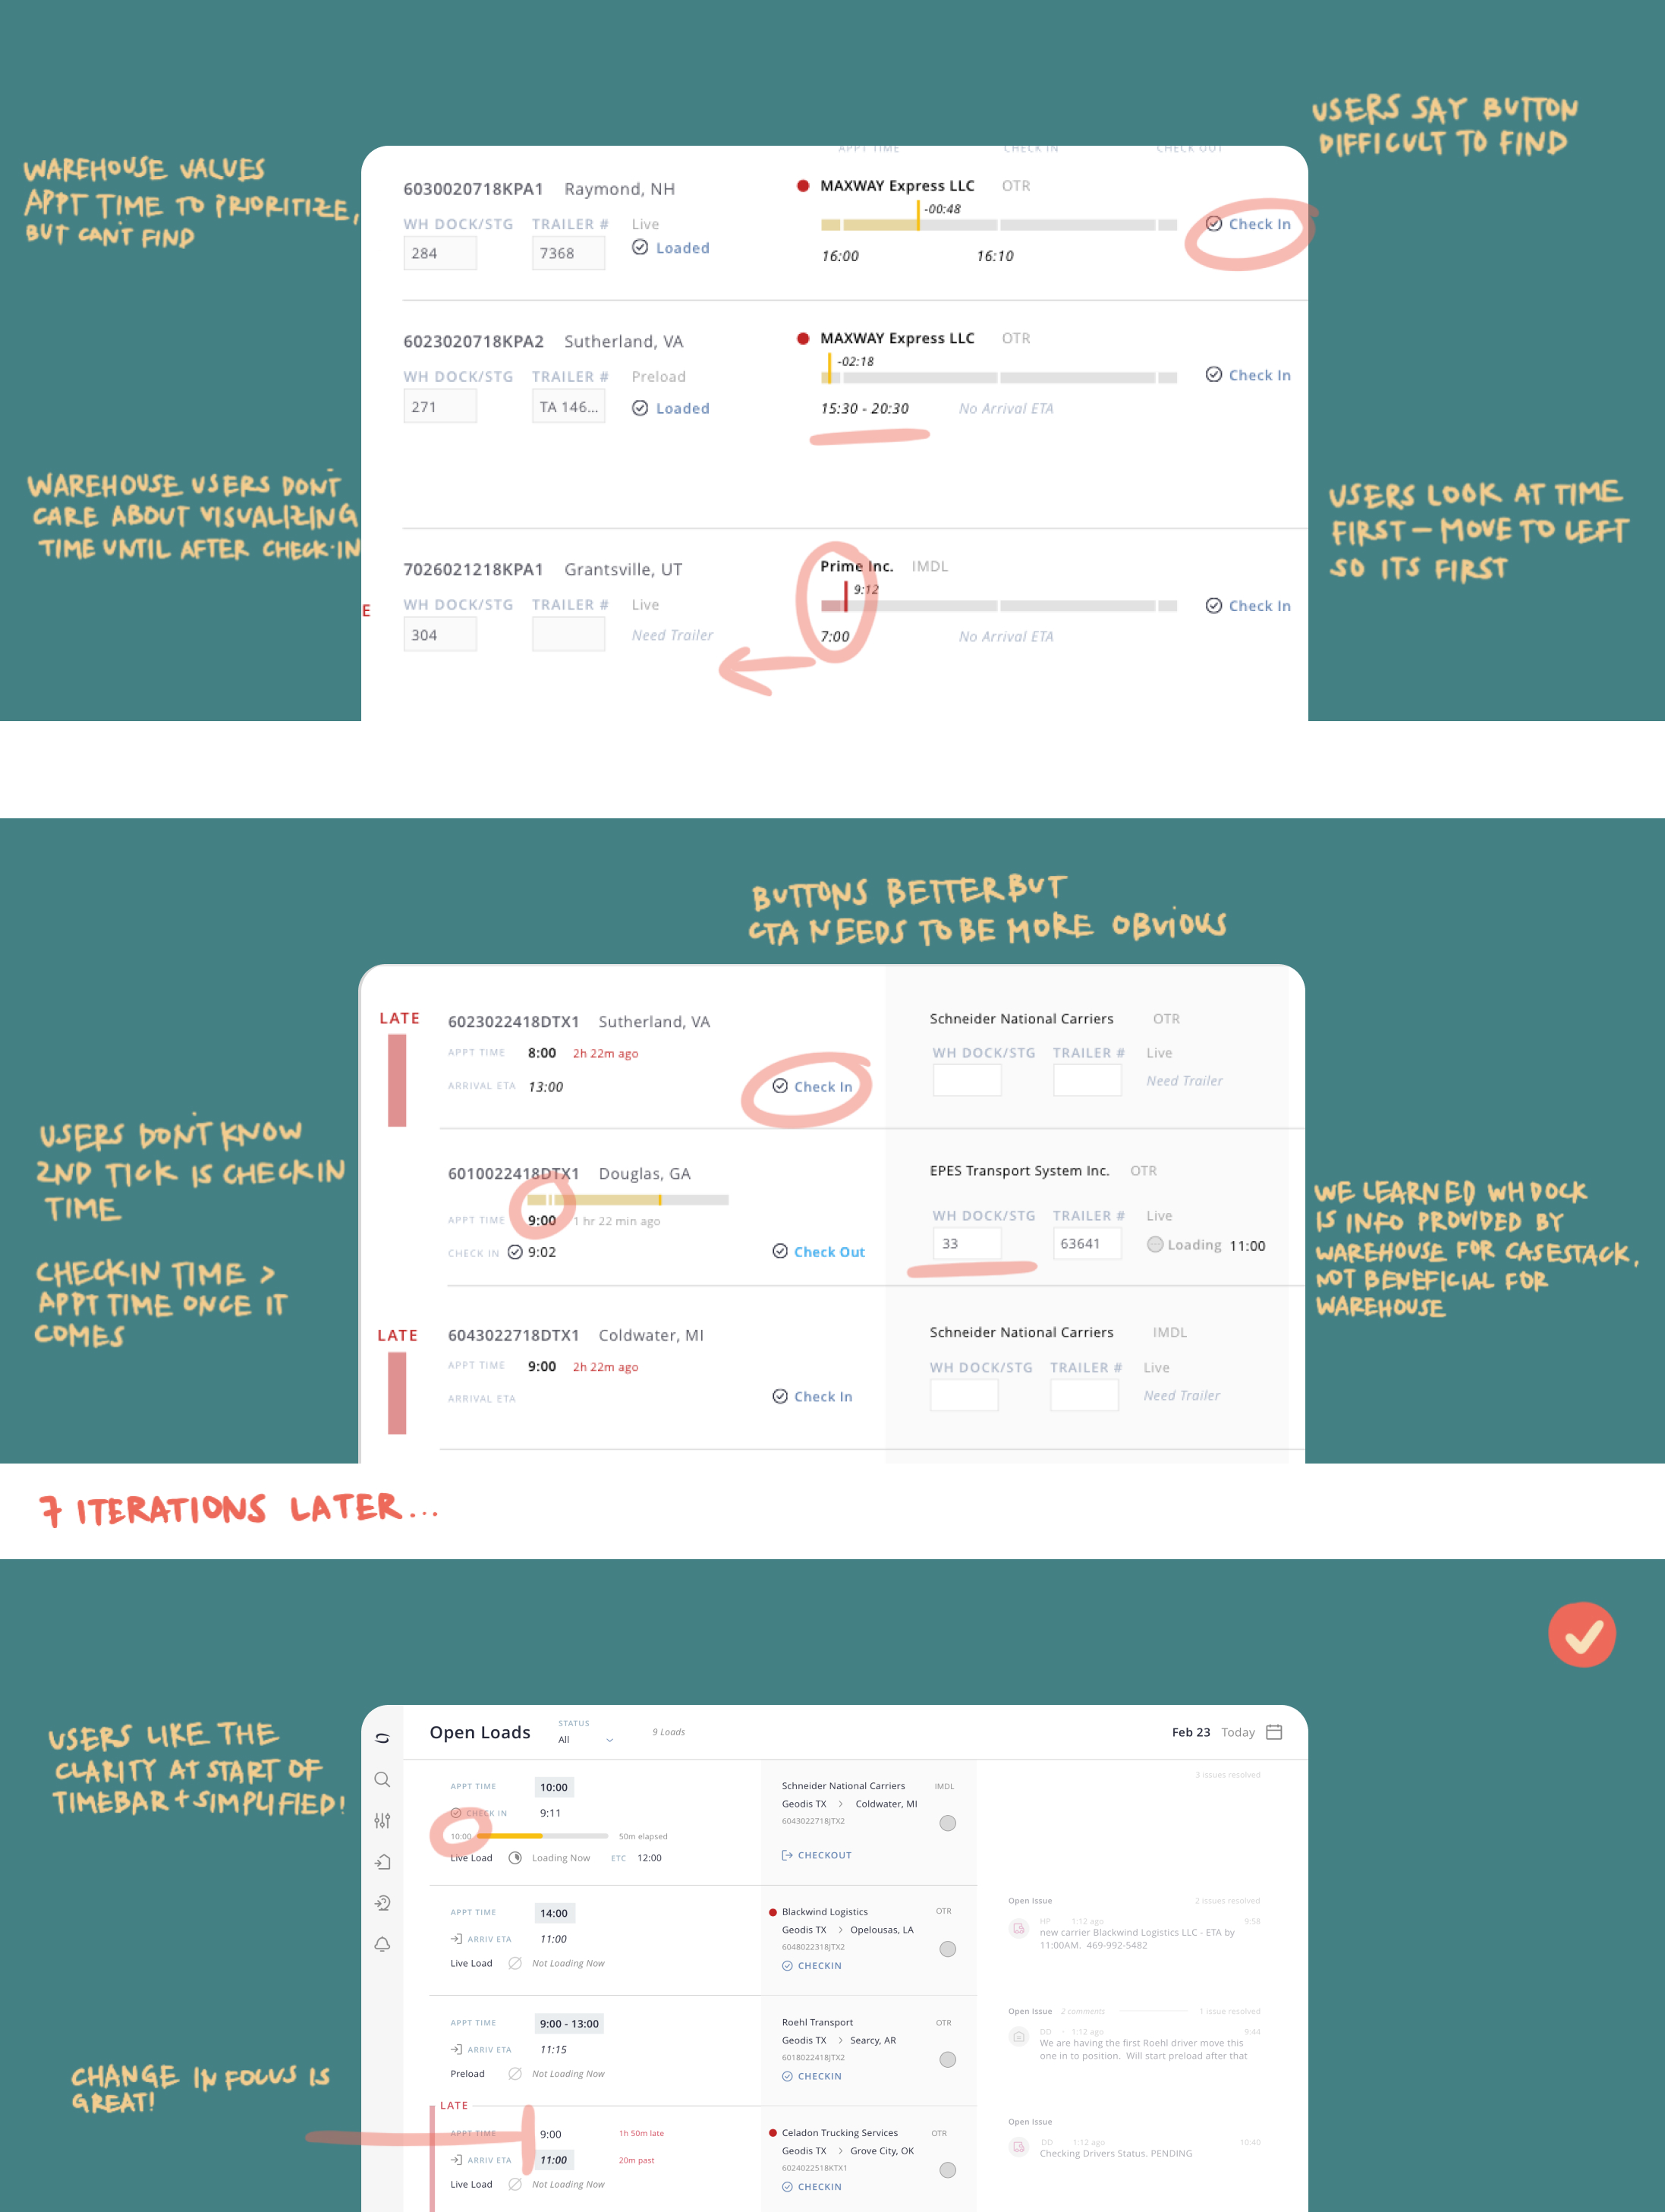 USERS SAY BUTTON
DIFFICULT TO FIND
WAREHOUSE VALUES
APPT TIME TO PRIORITIZE,
BUT CAN'T FIND
APPT TIME CHECK IN CHECK OUT
6030020718KPA1 Raymond, NH
MAXWAY Express LLC OTR
-00:48
WH DOCK/STG TRAILER # Live
284 7368 Loaded
Check In
16:00 16:10
6023020718KPA2 Sutherland, VA
MAXWAY Express LLC OTR
-02:18
WH DOCK/STG TRAILER # Preload
271 TA 146... Loaded
Check In
15:30 - 20:30 No Arrival ETA
WAREHOUSE USERS DON'T
CARE ABOUT VISUALIZING
TIME UNTIL AFTER CHECK-IN
USERS LOOK AT TIME
FIRST — MOVE TO LEFT
SO ITS FIRST
7026021218KPA1 Grantsville, UT
Prime Inc. IMDL
9:12
E
WH DOCK/STG TRAILER # Live
304 Need Trailer
Check In
7:00 No Arrival ETA
BUTTONS BETTER BUT
CTA NEEDS TO BE MORE OBVIOUS
LATE
6023022418DTX1 Sutherland, VA
APPT TIME 8:00 2h 22m ago
ARRIVAL ETA 13:00
Check In
Schneider National Carriers OTR
WH DOCK/STG TRAILER # Live
Need Trailer
USERS DON'T KNOW
2ND TICK IS CHECKIN
TIME
CHECKIN TIME >
APPT TIME ONCE IT
COMES
6010022418DTX1 Douglas, GA
APPT TIME 9:00 1 hr 22 min ago
CHECK IN 9:02
Check Out
EPES Transport System Inc. OTR
WH DOCK/STG TRAILER # Live
33 63641 Loading 11:00
WE LEARNED WH DOCK
IS INFO PROVIDED BY
WAREHOUSE FOR CASESTACK,
NOT BENEFICIAL FOR
WAREHOUSE
LATE
6043022718DTX1 Coldwater, MI
APPT TIME 9:00 2h 22m ago
ARRIVAL ETA
Check In
Schneider National Carriers IMDL
WH DOCK/STG TRAILER # Live
Need Trailer
7 ITERATIONS LATER...
USERS LIKE THE
CLARITY AT START OF
TIMEBAR + SIMPLIFIED!
Open Loads
STATUS
All
9 Loads
Feb 23 Today
APPT TIME 10:00
CHECK IN 9:11
10:00 50m elapsed
Live Load Loading Now ETC 12:00
Schneider National Carriers IMDL
Geodis TX > Coldwater, MI
6043022718JTX2
CHECKOUT
3 issues resolved
APPT TIME 14:00
ARRIV ETA 11:00
Live Load Not Loading Now
Blackwind Logistics OTR
Geodis TX > Opelousas, LA
6048022318JTX2
CHECKIN
Open Issue 2 issues resolved
HP 1:12 ago 9:58
new carrier Blackwind Logistics LLC - ETA by
11:00AM. 469-992-5482
APPT TIME 9:00 - 13:00
ARRIV ETA 11:15
Preload Not Loading Now
Roehl Transport OTR
Geodis TX > Searcy, AR
6018022418JTX2
CHECKIN
Open Issue 2 comments 1 issue resolved
DD · 1:12 ago 9:44
We are having the first Roehl driver move this
one in to position. Will start preload after that
CHANGE IN FOCUS IS
GREAT!
LATE
APPT TIME 9:00 1h 50m late
ARRIV ETA 11:00 20m past
Live Load Not Loading Now
Celadon Trucking Services OTR
Geodis TX > Grove City, OK
6024022518KTX1
CHECKIN
Open Issue
DD 1:12 ago 10:40
Checking Drivers Status. PENDING